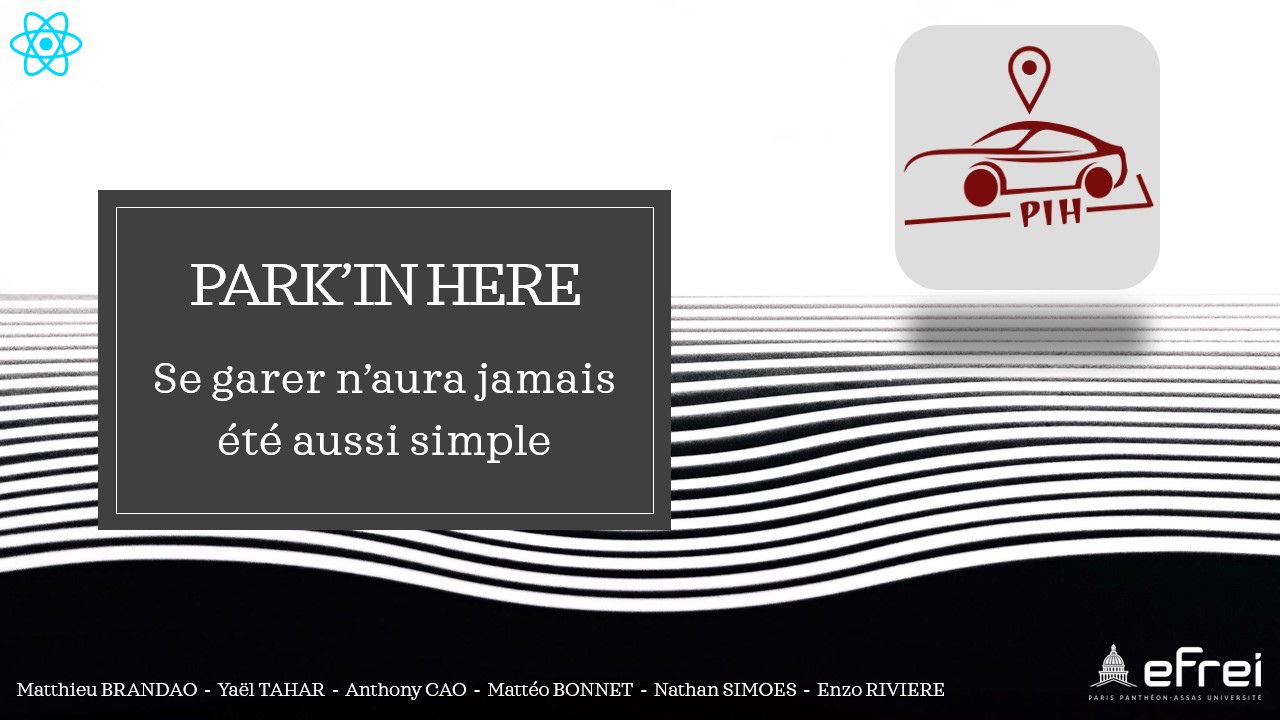 PIH
PARK’IN HERE
Se garer n’aura jamais
été aussi simple
Matthieu BRANDAO - Yaël TAHAR - Anthony CAO - Mattéo BONNET - Nathan SIMOES - Enzo RIVIERE
efrei
PARIS PANTHÉON-ASSAS UNIVERSITÉ